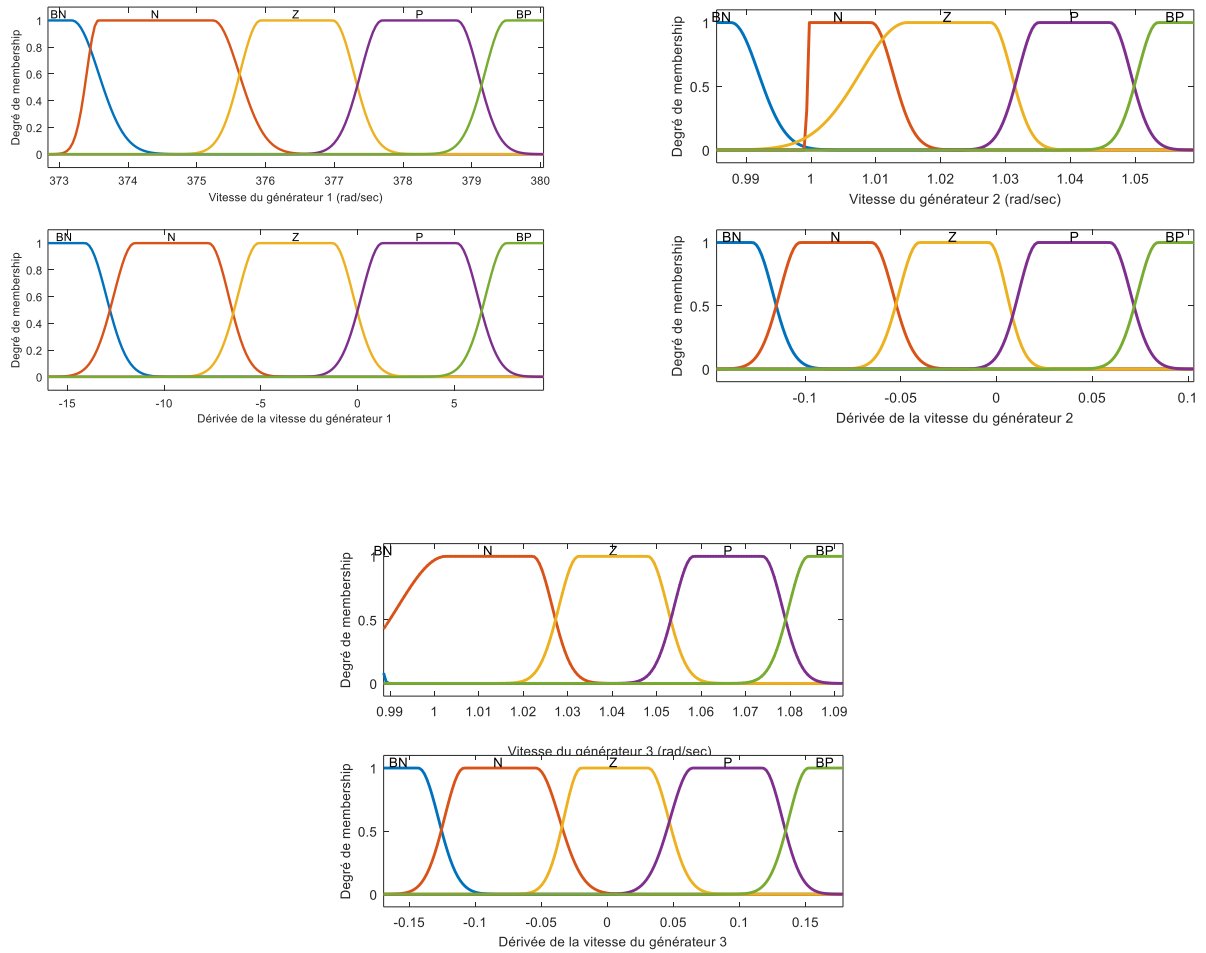 BN N Z P BP
1
0.8
0.6
0.4
0.2
0
Degré de membership
373 374 375 376 377 378 379 380
Vitesse du générateur 1 (rad/sec)
BN N Z P BP
1
0.5
0
Degré de membership
0.99 1 1.01 1.02 1.03 1.04 1.05
Vitesse du générateur 2 (rad/sec)
BN N Z P BP
1
0.8
0.6
0.4
0.2
0
Degré de membership
-15 -10 -5 0 5
Dérivée de la vitesse du générateur 1
BN N Z P BP
1
0.5
0
Degré de membership
-0.1 -0.05 0 0.05 0.1
Dérivée de la vitesse du générateur 2
BN N Z P BP
1
0.5
0
Degré de membership
0.99 1 1.01 1.02 1.03 1.04 1.05 1.06 1.07 1.08 1.09
Vitesse du générateur 3 (rad/sec)
BN N Z P BP
1
0.5
0
Degré de membership
-0.15 -0.1 -0.05 0 0.05 0.1 0.15
Dérivée de la vitesse du générateur 3